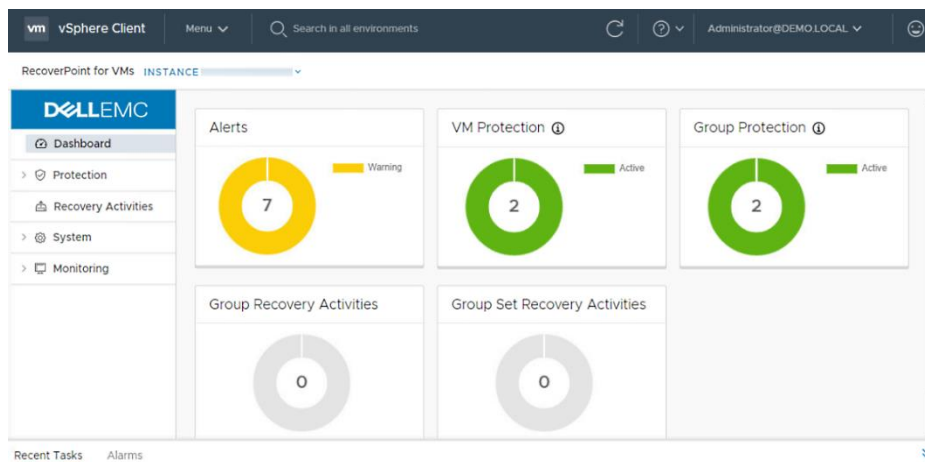 vm vSphere Client Menu Search in all environments Administrator@DEMO.LOCAL
RecoverPoint for VMs INSTANCE
DELLEMC
Dashboard
Protection
Recovery Activities
System
Monitoring
Alerts
Warning
7
VM Protection
Active
2
Group Protection
Active
2
Group Recovery Activities
0
Group Set Recovery Activities
0
Recent Tasks Alarms